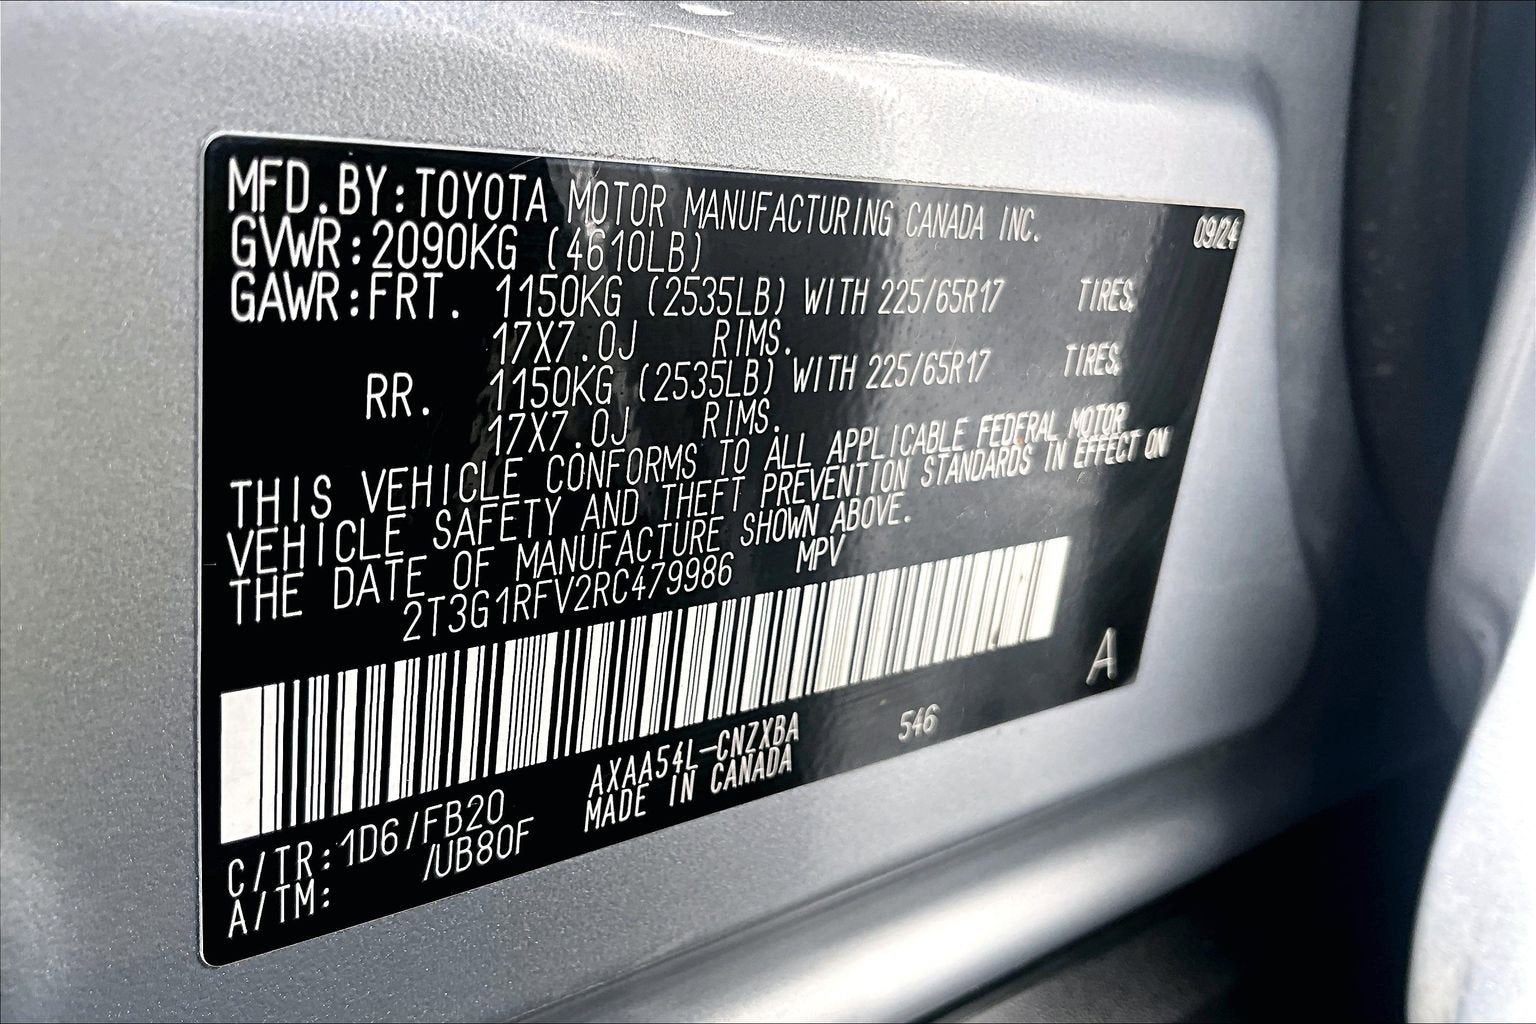 MFD.BY:TOYOTA MOTOR MANUFACTURING CANADA INC. 09/24
GVWR:2090KG (4610LB)
GAWR:FRT. 1150KG (2535LB) WITH 225/65R17 TIRES,
17X7.0J RIMS.
RR. 1150KG (2535LB) WITH 225/65R17 TIRES,
17X7.0J RIMS.
THIS VEHICLE CONFORMS TO ALL APPLICABLE FEDERAL MOTOR
VEHICLE SAFETY AND THEFT PREVENTION STANDARDS IN EFFECT ON
THE DATE OF MANUFACTURE SHOWN ABOVE.
2T3G1RFV2RC479986 MPV
A
AXAA54L-CNZXBA 546
MADE IN CANADA
C/TR:1D6/FB20
A/TM: /UB80F